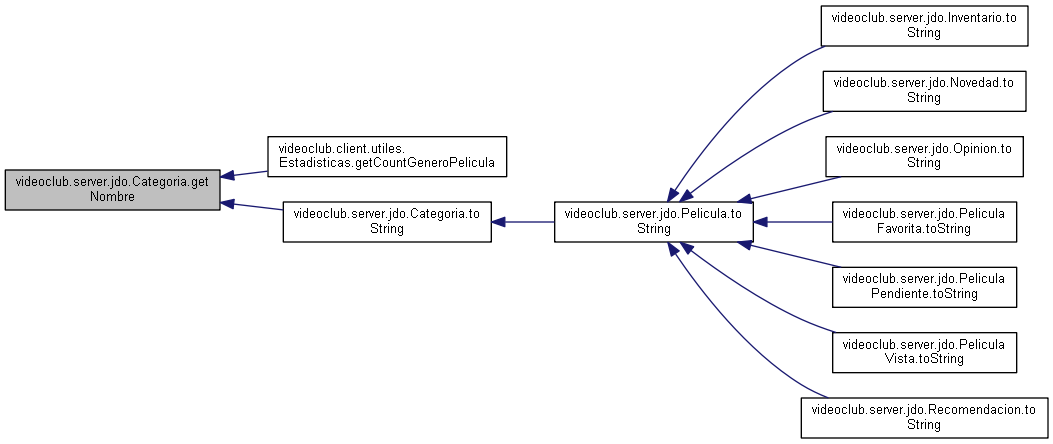 videoclub.server.jdo.Categoria.get
Nombre
videoclub.client.utiles.
Estadisticas.getCountGeneroPelicula
videoclub.server.jdo.Categoria.to
String
videoclub.server.jdo.Pelicula.to
String
videoclub.server.jdo.Inventario.to
String
videoclub.server.jdo.Novedad.to
String
videoclub.server.jdo.Opinion.to
String
videoclub.server.jdo.Pelicula
Favorita.toString
videoclub.server.jdo.Pelicula
Pendiente.toString
videoclub.server.jdo.Pelicula
Vista.toString
videoclub.server.jdo.Recomendacion.to
String